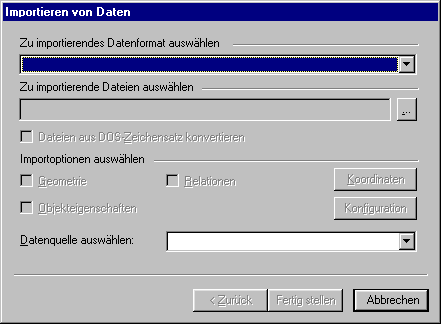 Importieren von Daten
Zu importierendes Datenformat auswählen
Zu importierende Dateien auswählen
...
Dateien aus DOS-Zeichensatz konvertieren
Importoptionen auswählen
Geometrie Relationen Koordinaten
Objekteigenschaften Konfiguration
Datenquelle auswählen:
< Zurück Fertig stellen Abbrechen